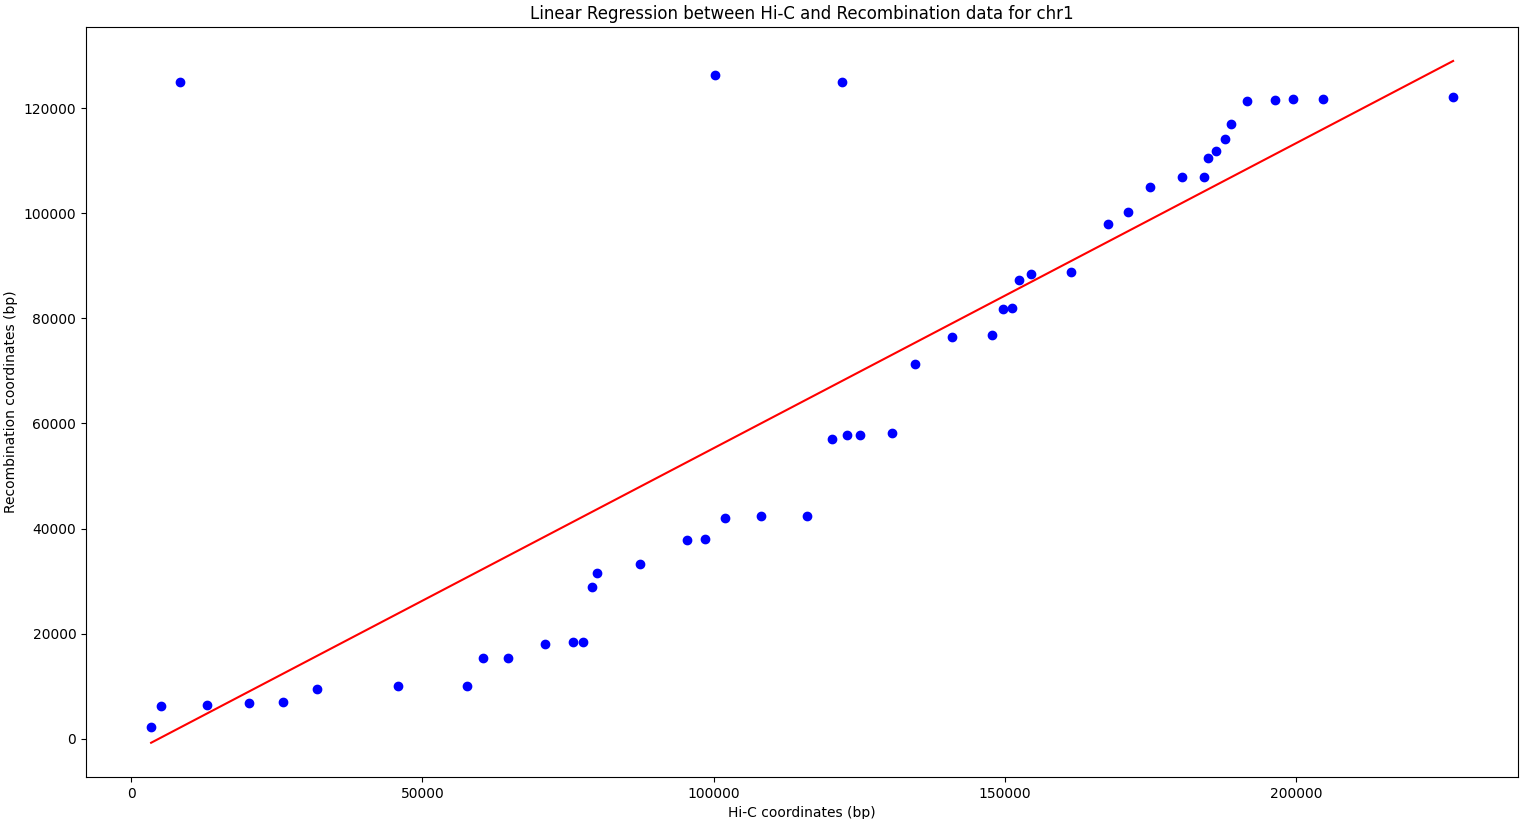 Linear Regression between Hi-C and Recombination data for chr1
120000
100000
80000
60000
40000
20000
0
Recombination coordinates (bp)
0 50000 100000 150000 200000
Hi-C coordinates (bp)